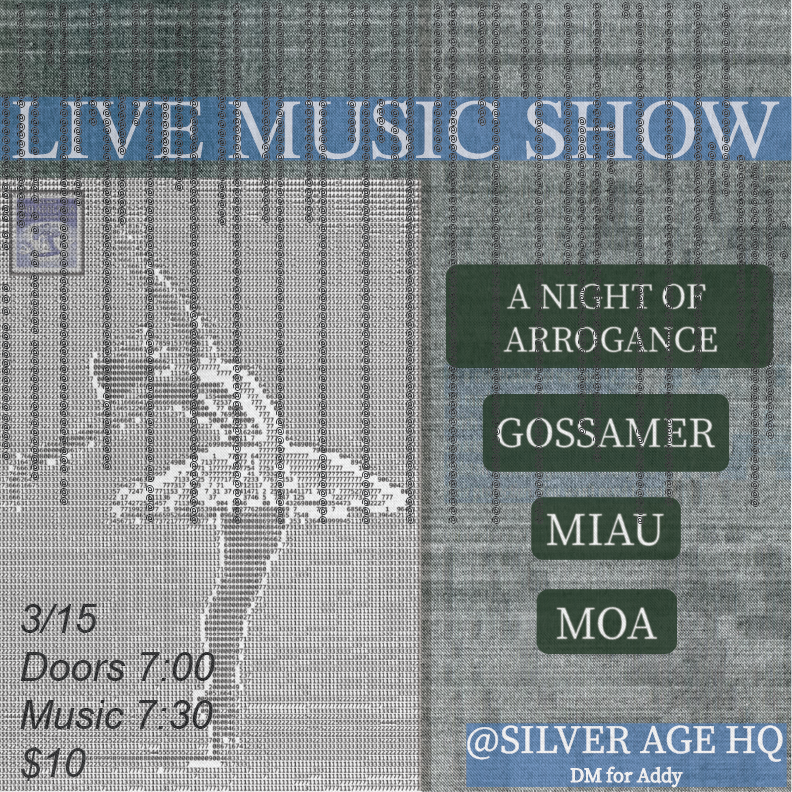 LIVE MUSIC SHOW
A NIGHT OF
ARROGANCE
GOSSAMER
MIAU
MOA
3/15
Doors 7:00
Music 7:30
$10
@SILVER AGE HQ
DM for Addy